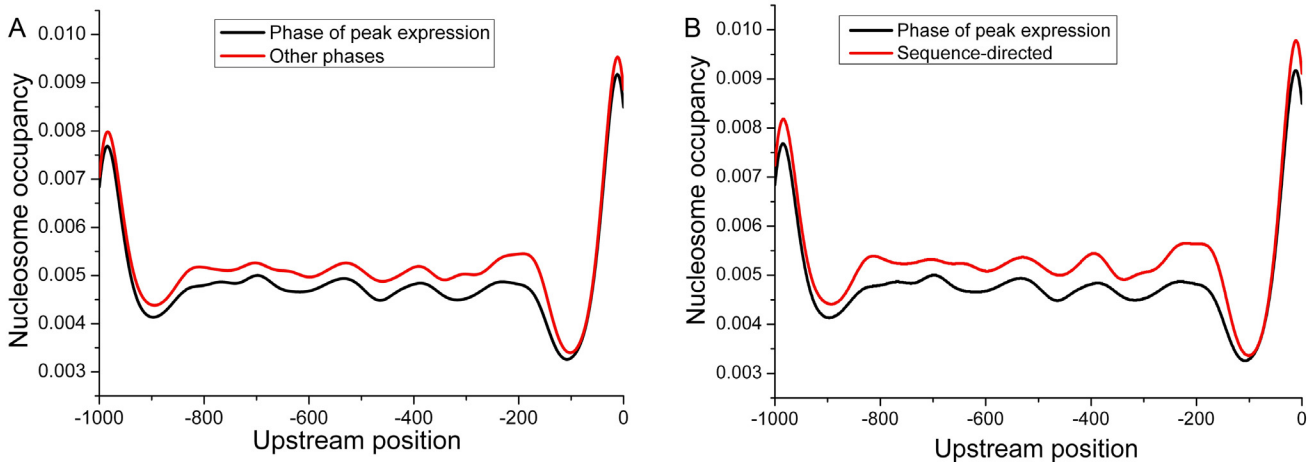 A
Phase of peak expression
Other phases
Nucleosome occupancy
0.010
0.009
0.008
0.007
0.006
0.005
0.004
0.003
-1000
-800
-600
-400
-200
0
Upstream position
B
Phase of peak expression
Sequence-directed
Nucleosome occupancy
0.010
0.009
0.008
0.007
0.006
0.005
0.004
0.003
-1000
-800
-600
-400
-200
0
Upstream position